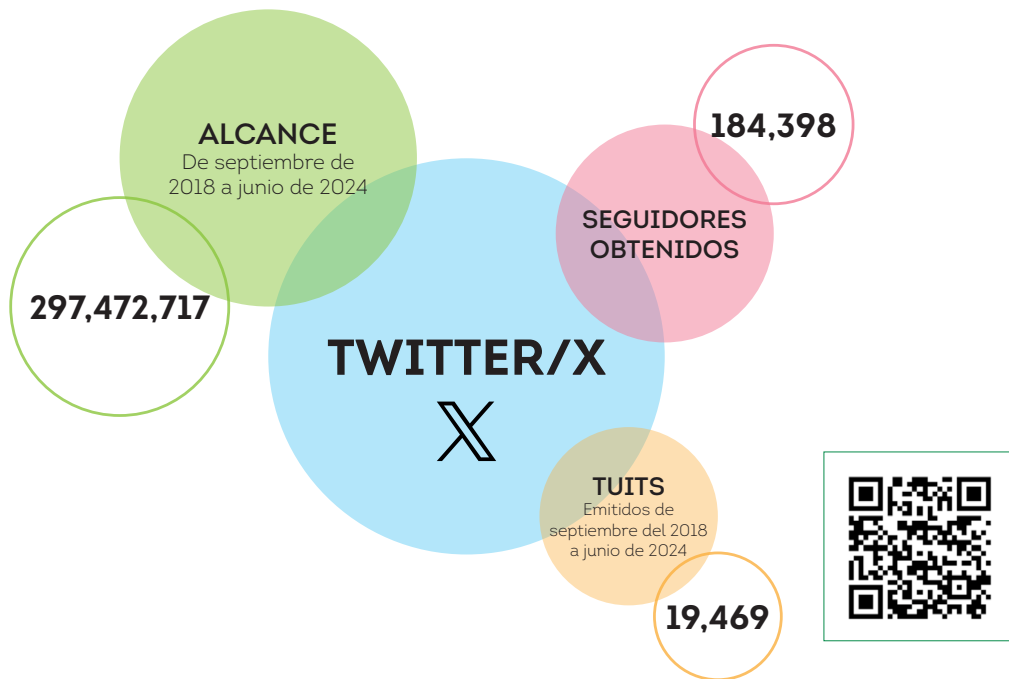 ALCANCE
De septiembre de
2018 a junio de 2024
297,472,717
184,398
SEGUIDORES
OBTENIDOS
TWITTER/X
TUITS
Emitidos de
septiembre del 2018
a junio de 2024
19,469